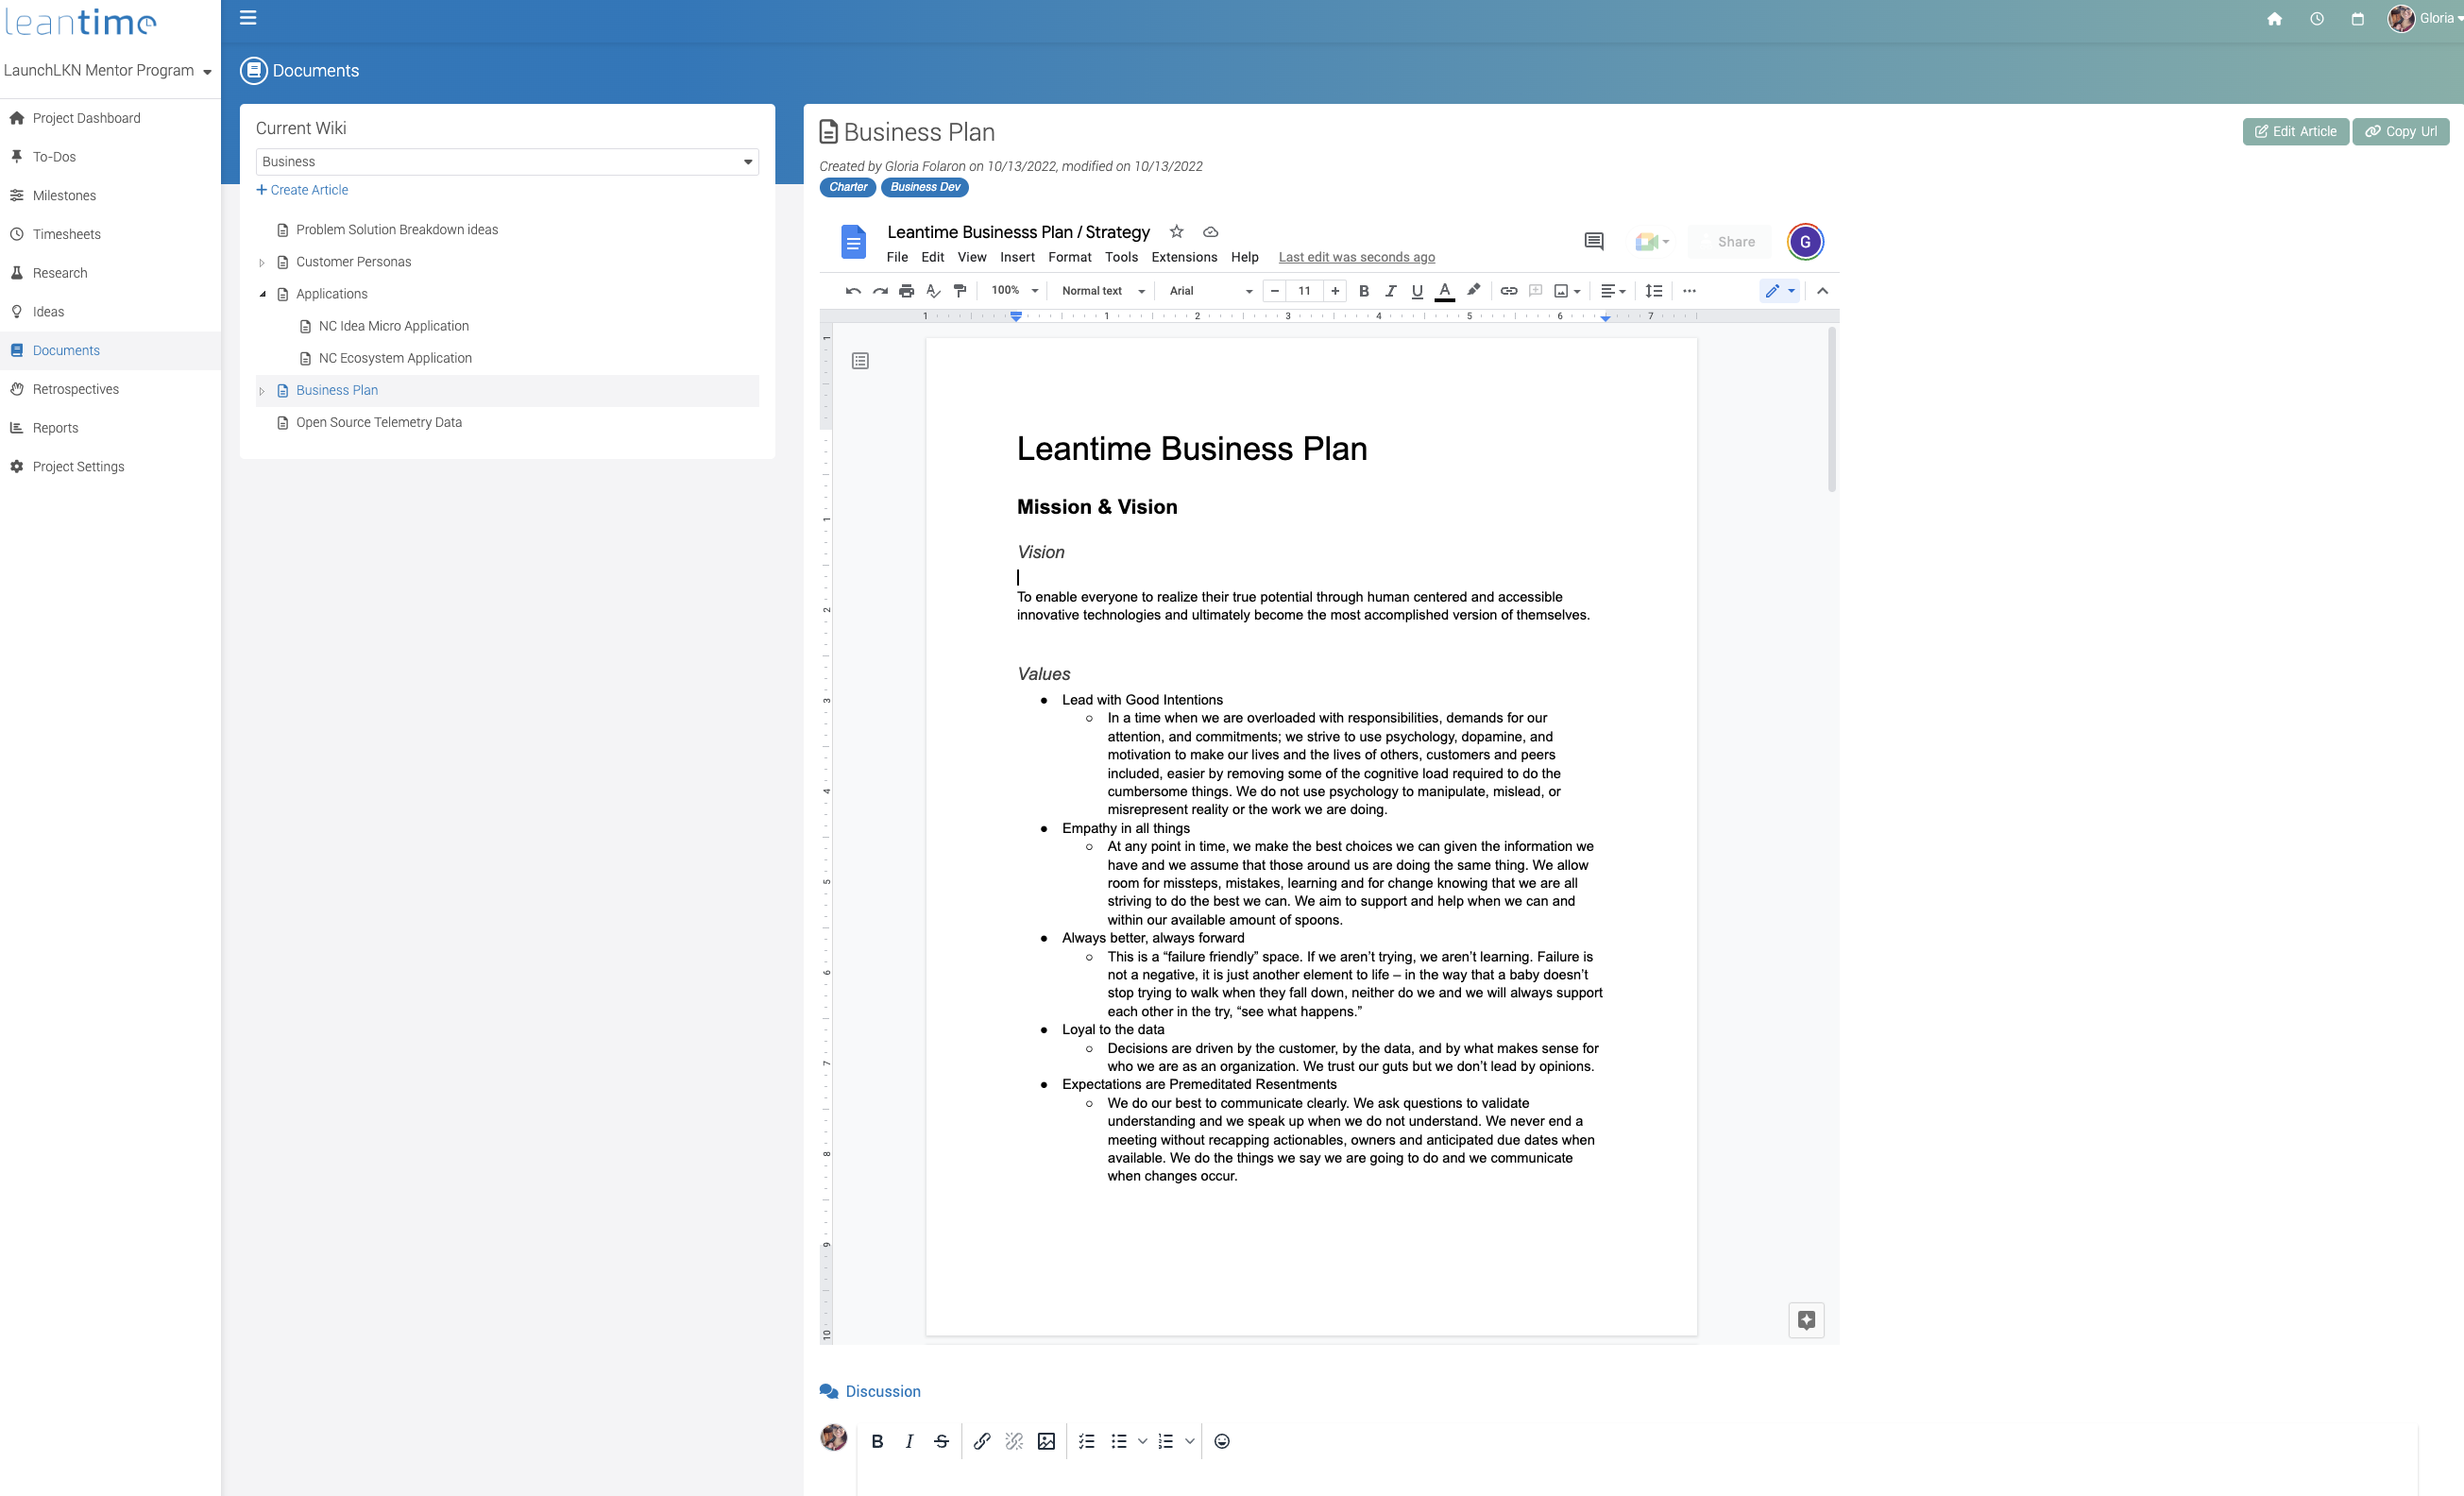 leantime
Gloria
LaunchLKN Mentor Program
Documents
Project Dashboard
To-Dos
Milestones
Timesheets
Research
Ideas
Documents
Retrospectives
Reports
Project Settings
Current Wiki
Business
Create Article
Problem Solution Breakdown ideas
Customer Personas
Applications
NC Idea Micro Application
NC Ecosystem Application
Business Plan
Open Source Telemetry Data
Business Plan
Edit Article
Copy Url
Created by Gloria Folaron on 10/13/2022, modified on 10/13/2022
Charter Business Dev
Leantime Businesss Plan / Strategy
Share
G
File Edit View Insert Format Tools Extensions Help Last edit was seconds ago
100% Normal text Arial 11
1 1 2 3 4 5 6 7
1
1
2
3
4
5
6
7
8
9
10
Leantime Business Plan
Mission & Vision
Vision
To enable everyone to realize their true potential through human centered and accessible
innovative technologies and ultimately become the most accomplished version of themselves.
Values
● Lead with Good Intentions
○ In a time when we are overloaded with responsibilities, demands for our
attention, and commitments; we strive to use psychology, dopamine, and
motivation to make our lives and the lives of others, customers and peers
included, easier by removing some of the cognitive load required to do the
cumbersome things. We do not use psychology to manipulate, mislead, or
misrepresent reality or the work we are doing.
● Empathy in all things
○ At any point in time, we make the best choices we can given the information we
have and we assume that those around us are doing the same thing. We allow
room for missteps, mistakes, learning and for change knowing that we are all
striving to do the best we can. We aim to support and help when we can and
within our available amount of spoons.
● Always better, always forward
○ This is a “failure friendly” space. If we aren’t trying, we aren’t learning. Failure is
not a negative, it is just another element to life – in the way that a baby doesn’t
stop trying to walk when they fall down, neither do we and we will always support
each other in the try, “see what happens.”
● Loyal to the data
○ Decisions are driven by the customer, by the data, and by what makes sense for
who we are as an organization. We trust our guts but we don’t lead by opinions.
● Expectations are Premeditated Resentments
○ We do our best to communicate clearly. We ask questions to validate
understanding and we speak up when we do not understand. We never end a
meeting without recapping actionables, owners and anticipated due dates when
available. We do the things we say we are going to do and we communicate
when changes occur.
Discussion